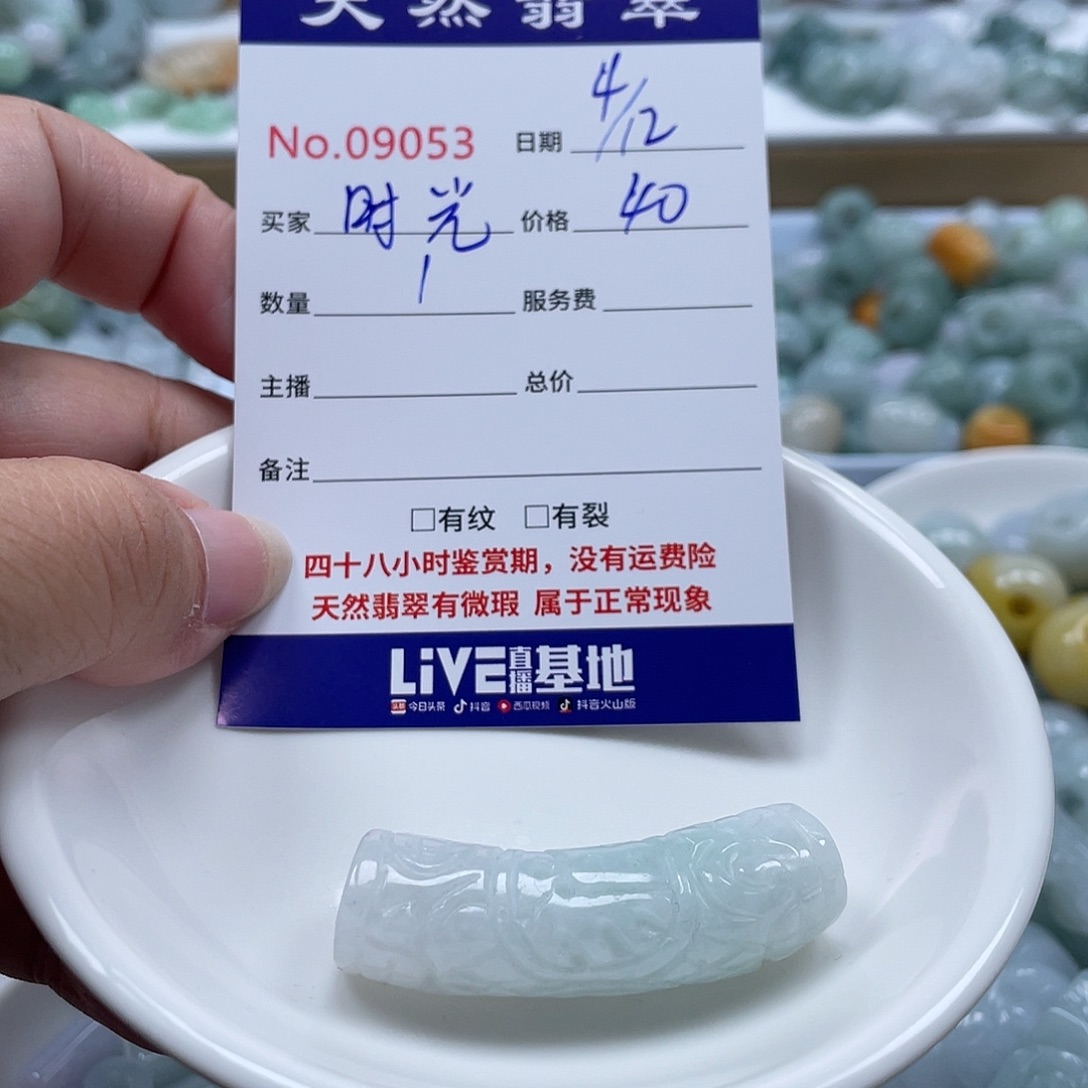 天然翡翠
No.09053 日期 4/12
买家 时光 价格 40
数量 1 服务费
主播 总价
备注
□有纹 □有裂
四十八小时鉴赏期，没有运费险
天然翡翠有微瑕 属于正常现象
LiVE直播基地
头条 今日头条 抖音 西瓜视频 抖音火山版